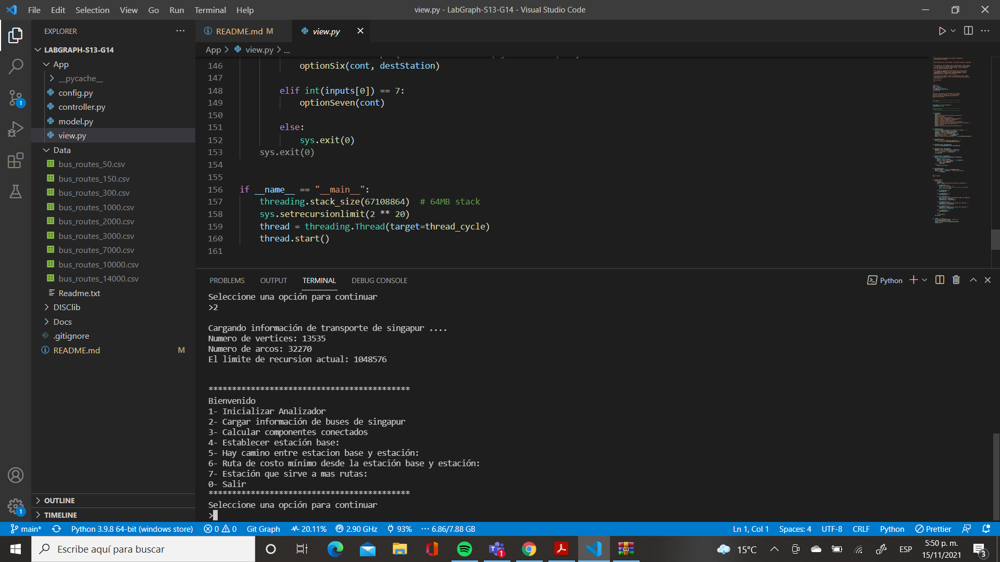 File Edit Selection View Go Run Terminal Help
view.py - LabGraph-S13-G14 - Visual Studio Code
EXPLORER
LABGRAPH-S13-G14
App
__pycache__
config.py
controller.py
model.py
view.py
Data
bus_routes_50.csv
bus_routes_150.csv
bus_routes_300.csv
bus_routes_1000.csv
bus_routes_2000.csv
bus_routes_3000.csv
bus_routes_7000.csv
bus_routes_10000.csv
bus_routes_14000.csv
Readme.txt
DISClib
Docs
.gitignore
README.md M
OUTLINE
TIMELINE
README.md M view.py
App > view.py > ...
146 optionSix(cont, destStation)
147
148 elif int(inputs[0]) == 7:
149 optionSeven(cont)
150
151 else:
152 sys.exit(0)
153 sys.exit(0)
154
155
156 if __name__ == "__main__":
157 threading.stack_size(67108864) # 64MB stack
158 sys.setrecursionlimit(2 ** 20)
159 thread = threading.Thread(target=thread_cycle)
160 thread.start()
161
PROBLEMS OUTPUT TERMINAL DEBUG CONSOLE
Python
Seleccione una opción para continuar
>2
Cargando información de transporte de singapur ....
Numero de vertices: 13535
Numero de arcos: 32270
El limite de recursion actual: 1048576
*******************************************
Bienvenido
1- Inicializar Analizador
2- Cargar información de buses de singapur
3- Calcular componentes conectados
4- Establecer estación base:
5- Hay camino entre estacion base y estación:
6- Ruta de costo mínimo desde la estación base y estación:
7- Estación que sirve a mas rutas:
0- Salir
*******************************************
Seleccione una opción para continuar
>
1
1
main* Python 3.9.8 64-bit (windows store) 0 0 Git Graph 20.11% 2.90 GHz 93% 6.86/7.88 GB
Ln 1, Col 1 Spaces: 4 UTF-8 CRLF Python Prettier
Escribe aquí para buscar
1
15°C ESP
5:50 p. m.
15/11/2021
3